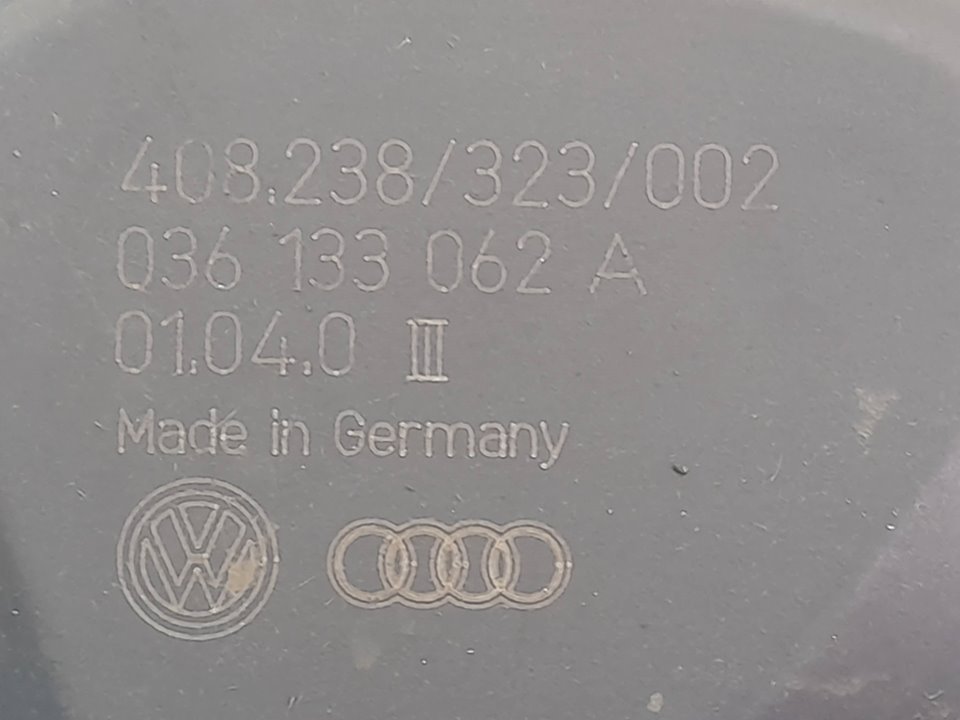 408.238/323/002
036 133 062 A
01.04.0 III
Made in Germany